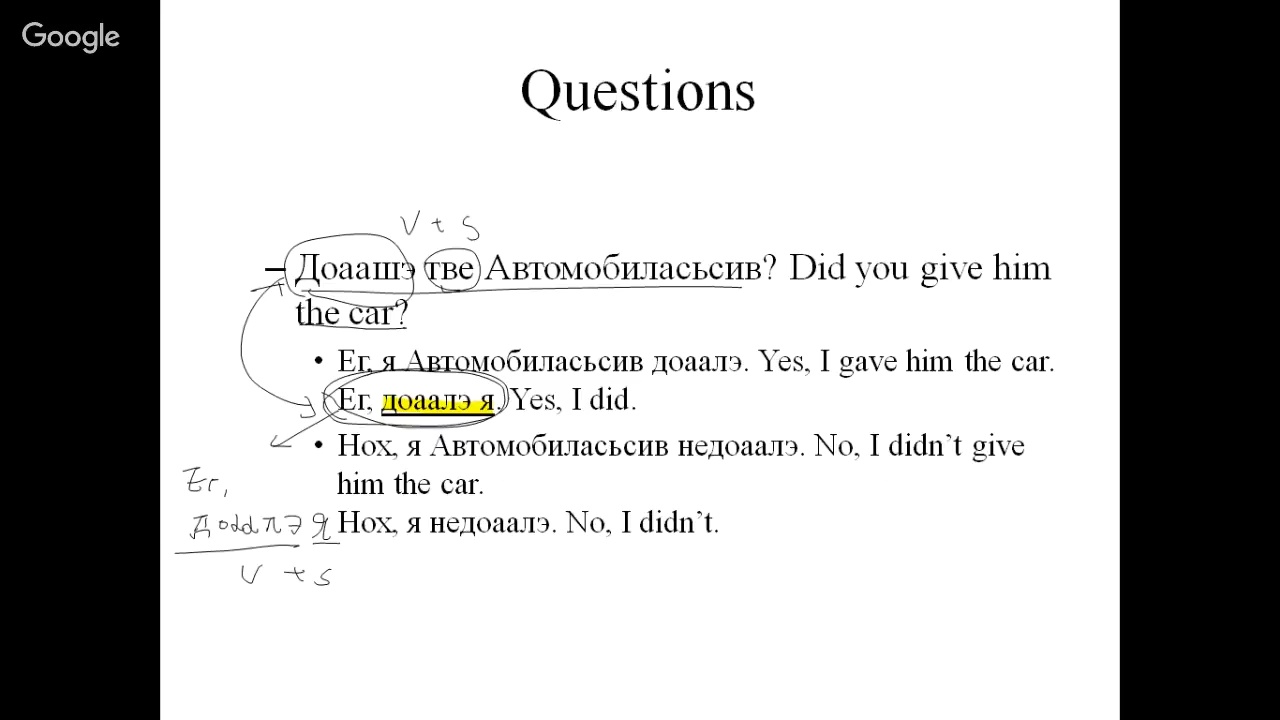 Google
Questions
V + S
– Доаашэ тве Автомобиласьсив? Did you give him
the car?
• Ег, я Автомобиласьсив доаалэ. Yes, I gave him the car.
Ег, доаалэ я. Yes, I did.
• Нох, я Автомобиласьсив недоаалэ. No, I didn’t give
him the car.
Нох, я недоаалэ. No, I didn’t.
Ег,
доаалэ я
V + S